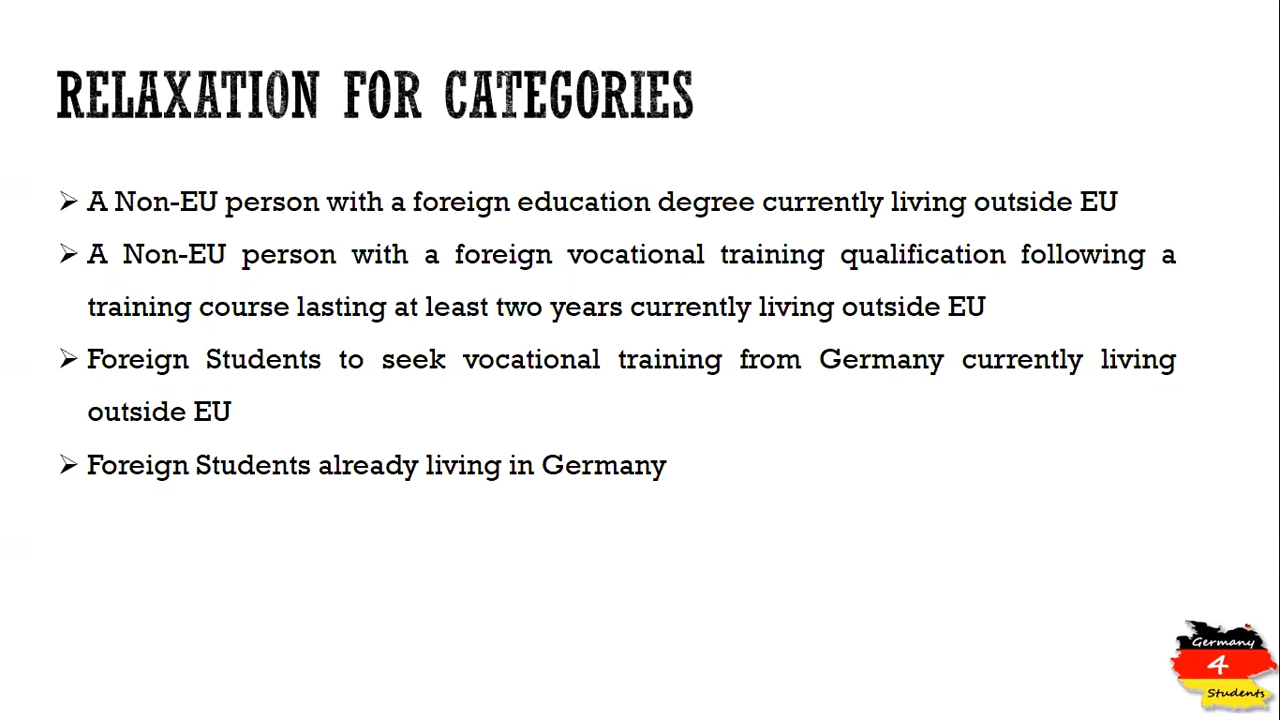 RELAXATION FOR CATEGORIES
➢ A Non-EU person with a foreign education degree currently living outside EU
➢ A Non-EU person with a foreign vocational training qualification following a
training course lasting at least two years currently living outside EU
➢ Foreign Students to seek vocational training from Germany currently living
outside EU
➢ Foreign Students already living in Germany
Germany
4
Students